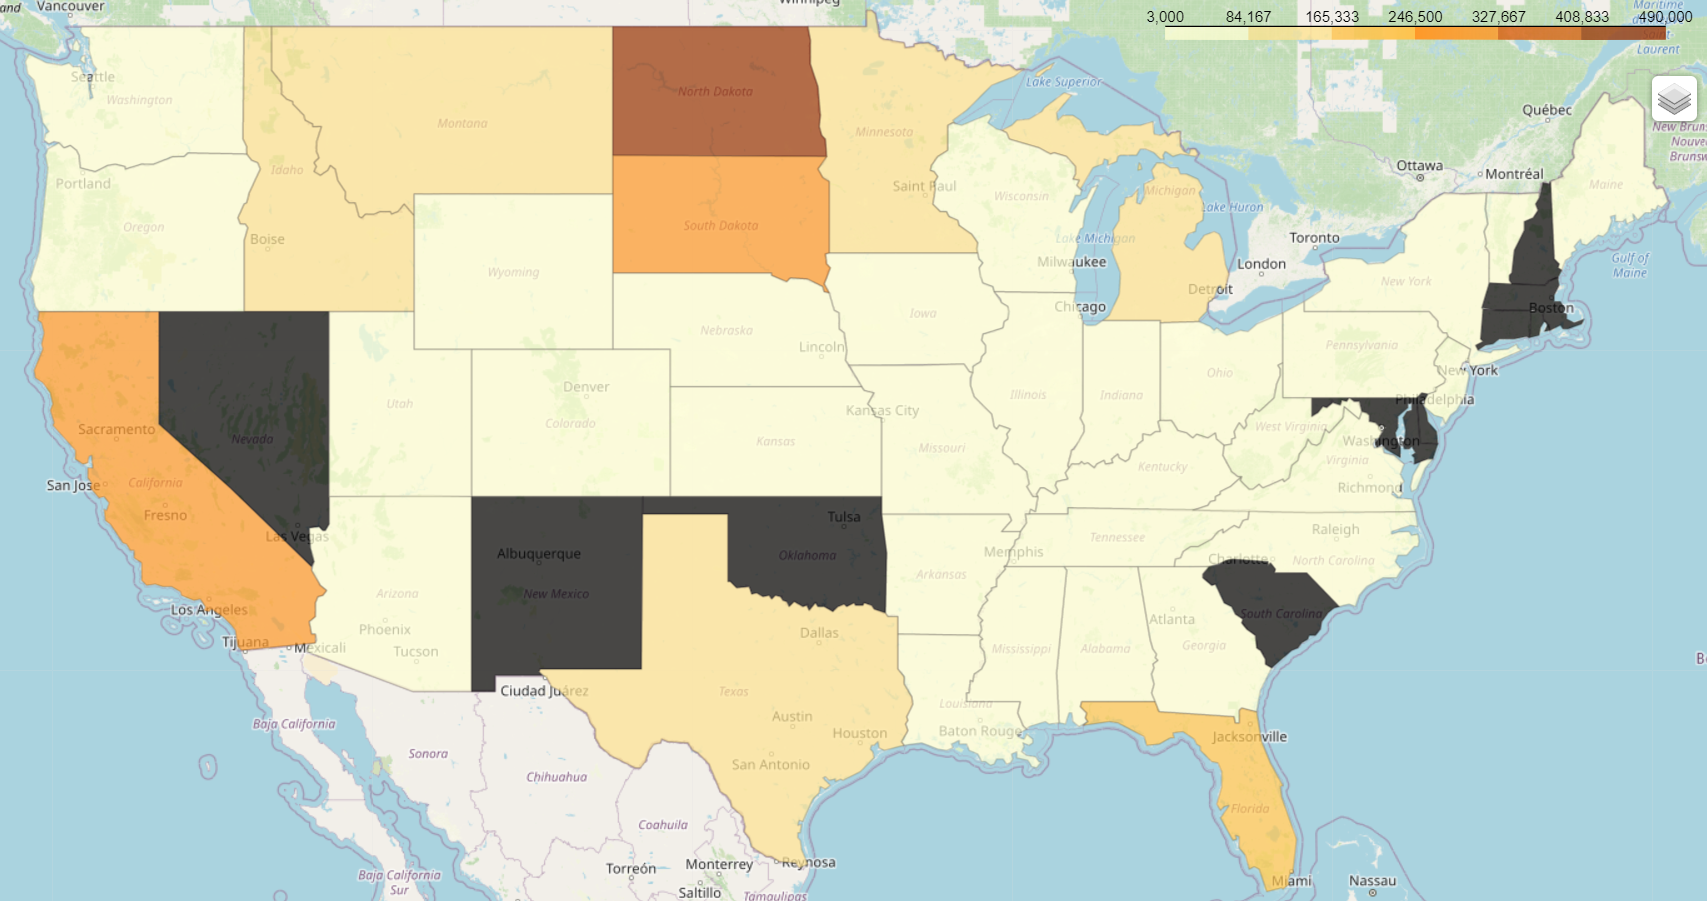 and
Vancouver
Winnipeg
3,000 84,167 165,333 246,500 327,667 408,833 490,000
Maritime
Saint-
Laurent
Seattle
Washington
North Dakota
Lake Superior
Québec
Montana
Minnesota
New Brun
Nouve
Brunsw
Ottawa
Montréal
Idaho
Portland
Saint Paul
Wisconsin
Michigan
Maine
Lake Huron
Oregon
South Dakota
Boise
Lake Michigan
Toronto
Gulf of
Maine
Milwaukee
London
Wyoming
New York
Detroit
Chicago
Boston
Iowa
Nebraska
Lincoln
Pennsylvania
New York
Ohio
Denver
Utah
Colorado
Illinois
Indiana
Philadelphia
Kansas City
Sacramento
Nevada
Kansas
Missouri
West Virginia
Washington
Virginia
Kentucky
San Jose
California
Richmond
Fresno
Tulsa
Las Vegas
Raleigh
Tennessee
Memphis
Albuquerque
Oklahoma
Charlotte
North Carolina
Arkansas
Arizona
New Mexico
Los Angeles
South Carolina
Atlanta
Phoenix
Dallas
Tijuana
Mexicali
Tucson
Mississippi
Alabama
Georgia
Ciudad Juárez
Texas
Louisiana
Austin
Baja California
Houston
Baton Rouge
Jacksonville
Sonora
San Antonio
Chihuahua
Florida
Coahuila
Torreón
Monterrey
Reynosa
Baja California
Sur
Saltillo
Tamaulipas
Miami
Nassau